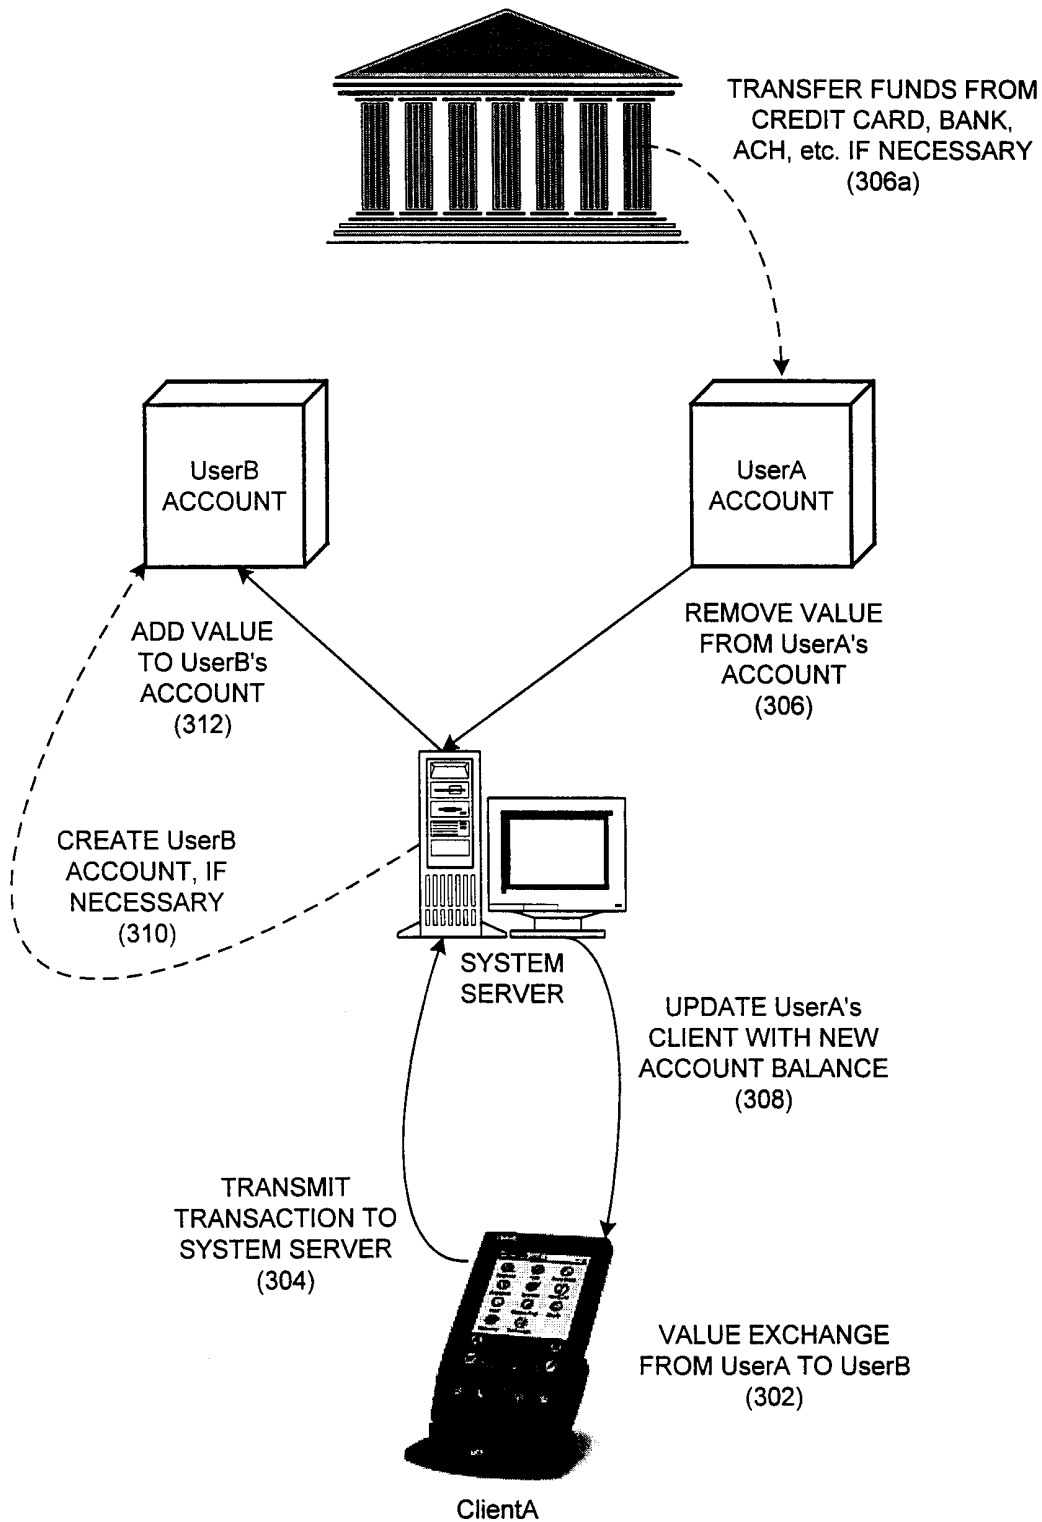 TRANSFER FUNDS FROM
CREDIT CARD, BANK,
ACH, etc. IF NECESSARY
(306a)
UserB
ACCOUNT
UserA
ACCOUNT
ADD VALUE
TO UserB's
ACCOUNT
(312)
REMOVE VALUE
FROM UserA's
ACCOUNT
(306)
CREATE UserB
ACCOUNT, IF
NECESSARY
(310)
SYSTEM
SERVER
UPDATE UserA's
CLIENT WITH NEW
ACCOUNT BALANCE
(308)
TRANSMIT
TRANSACTION TO
SYSTEM SERVER
(304)
VALUE EXCHANGE
FROM UserA TO UserB
(302)
ClientA